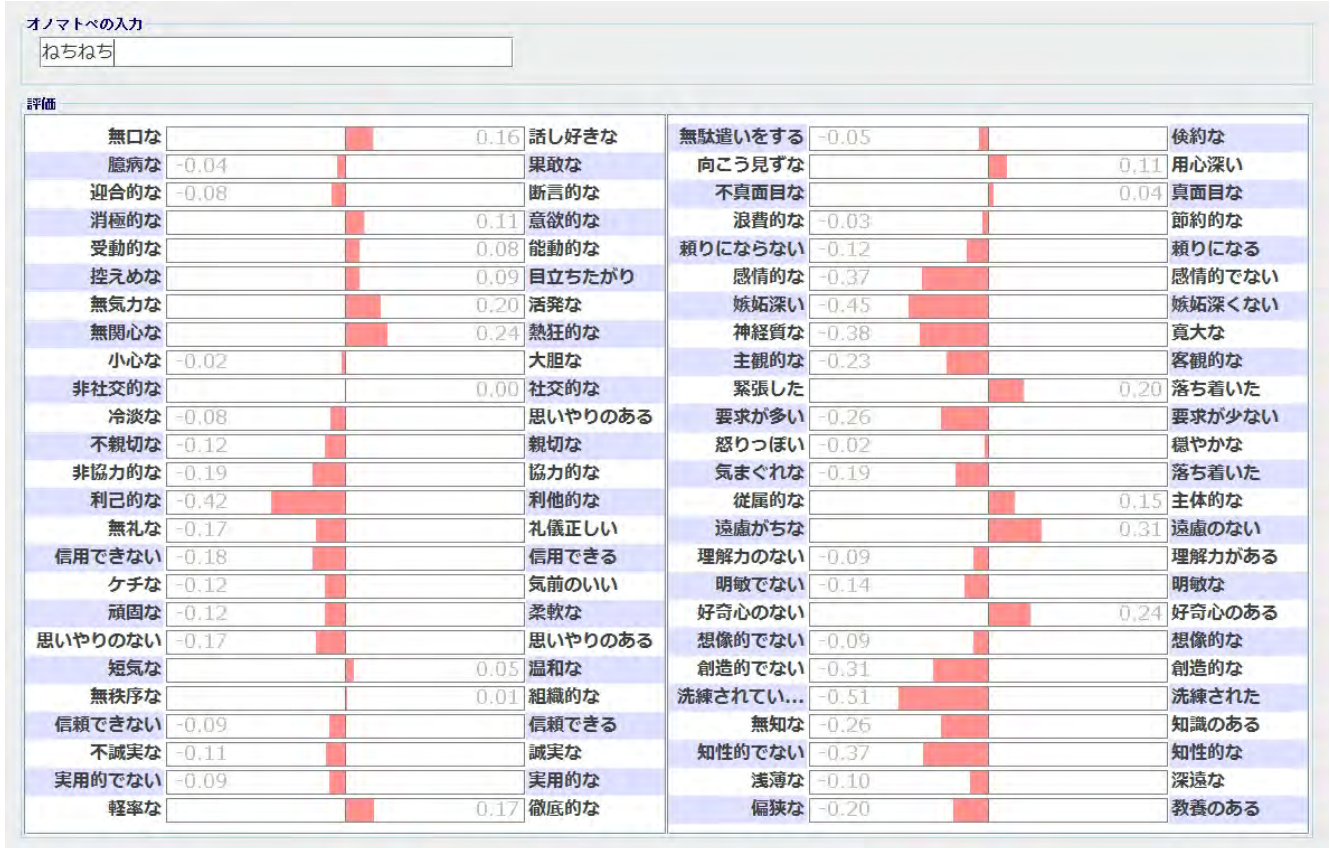 オノマトペの入力
ねちねち
評価
無口な 0.16 話し好きな
臆病な -0.04 果敢な
迎合的な -0.08 断言的な
消極的な 0.11 意欲的な
受動的な 0.08 能動的な
控えめな 0.09 目立ちたがり
無気力な 0.20 活発な
無関心な 0.24 熱狂的な
小心な -0.02 大胆な
非社交的な 0.00 社交的な
冷淡な -0.08 思いやりのある
不親切な -0.12 親切な
非協力的な -0.19 協力的な
利己的な -0.42 利他的な
無礼な -0.17 礼儀正しい
信用できない -0.18 信用できる
ケチな -0.12 気前のいい
頑固な -0.12 柔軟な
思いやりのない -0.17 思いやりのある
短気な 0.05 温和な
無秩序な 0.01 組織的な
信頼できない -0.09 信頼できる
不誠実な -0.11 誠実な
実用的でない -0.09 実用的な
軽率な 0.17 徹底的な
無駄遣いをする -0.05 倹約な
向こう見ずな 0.11 用心深い
不真面目な 0.04 真面目な
浪費的な -0.03 節約的な
頼りにならない -0.12 頼りになる
感情的な -0.37 感情的でない
嫉妬深い -0.45 嫉妬深くない
神経質な -0.38 寛大な
主観的な -0.23 客観的な
緊張した 0.20 落ち着いた
要求が多い -0.26 要求が少ない
怒りっぽい -0.02 穏やかな
気まぐれな -0.19 落ち着いた
従属的な 0.15 主体的な
遠慮がちな 0.31 遠慮のない
理解力のない -0.09 理解力がある
明敏でない -0.14 明敏な
好奇心のない 0.24 好奇心のある
想像的でない -0.09 想像的な
創造的でない -0.31 創造的な
洗練されてい... -0.51 洗練された
無知な -0.26 知識のある
知性的でない -0.37 知性的な
浅薄な -0.10 深遠な
偏狭な -0.20 教養のある